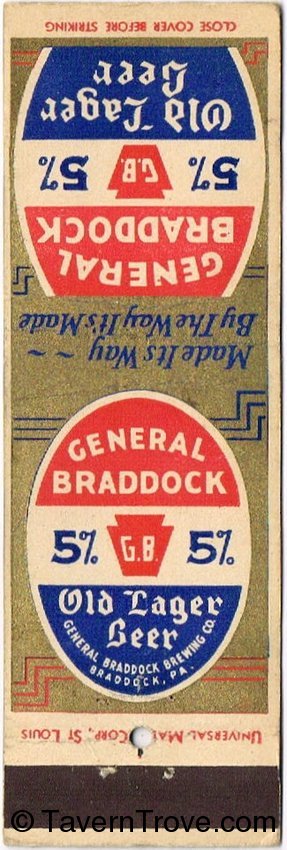 CLOSE COVER BEFORE STRIKING
GENERAL
BRADDOCK
5% G.B. 5%
Old Lager
Beer
Made Its Way ~ ~
By The Way It's Made
GENERAL
BRADDOCK
5% G.B. 5%
Old Lager
Beer
GENERAL BRADDOCK BREWING CO.
BRADDOCK, PA.
UNIVERSAL CORP., ST LOUIS
© TavernTrove.com